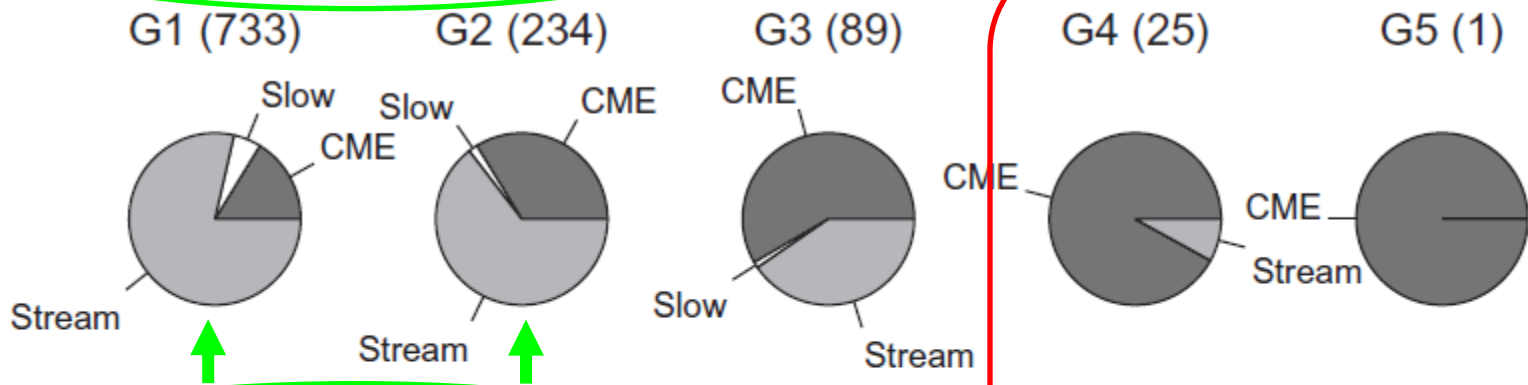 G1 (733)
Slow
CME
Stream
G2 (234)
Slow
CME
Stream
G3 (89)
CME
Slow
Stream
G4 (25)
CME
Stream
G5 (1)
CME